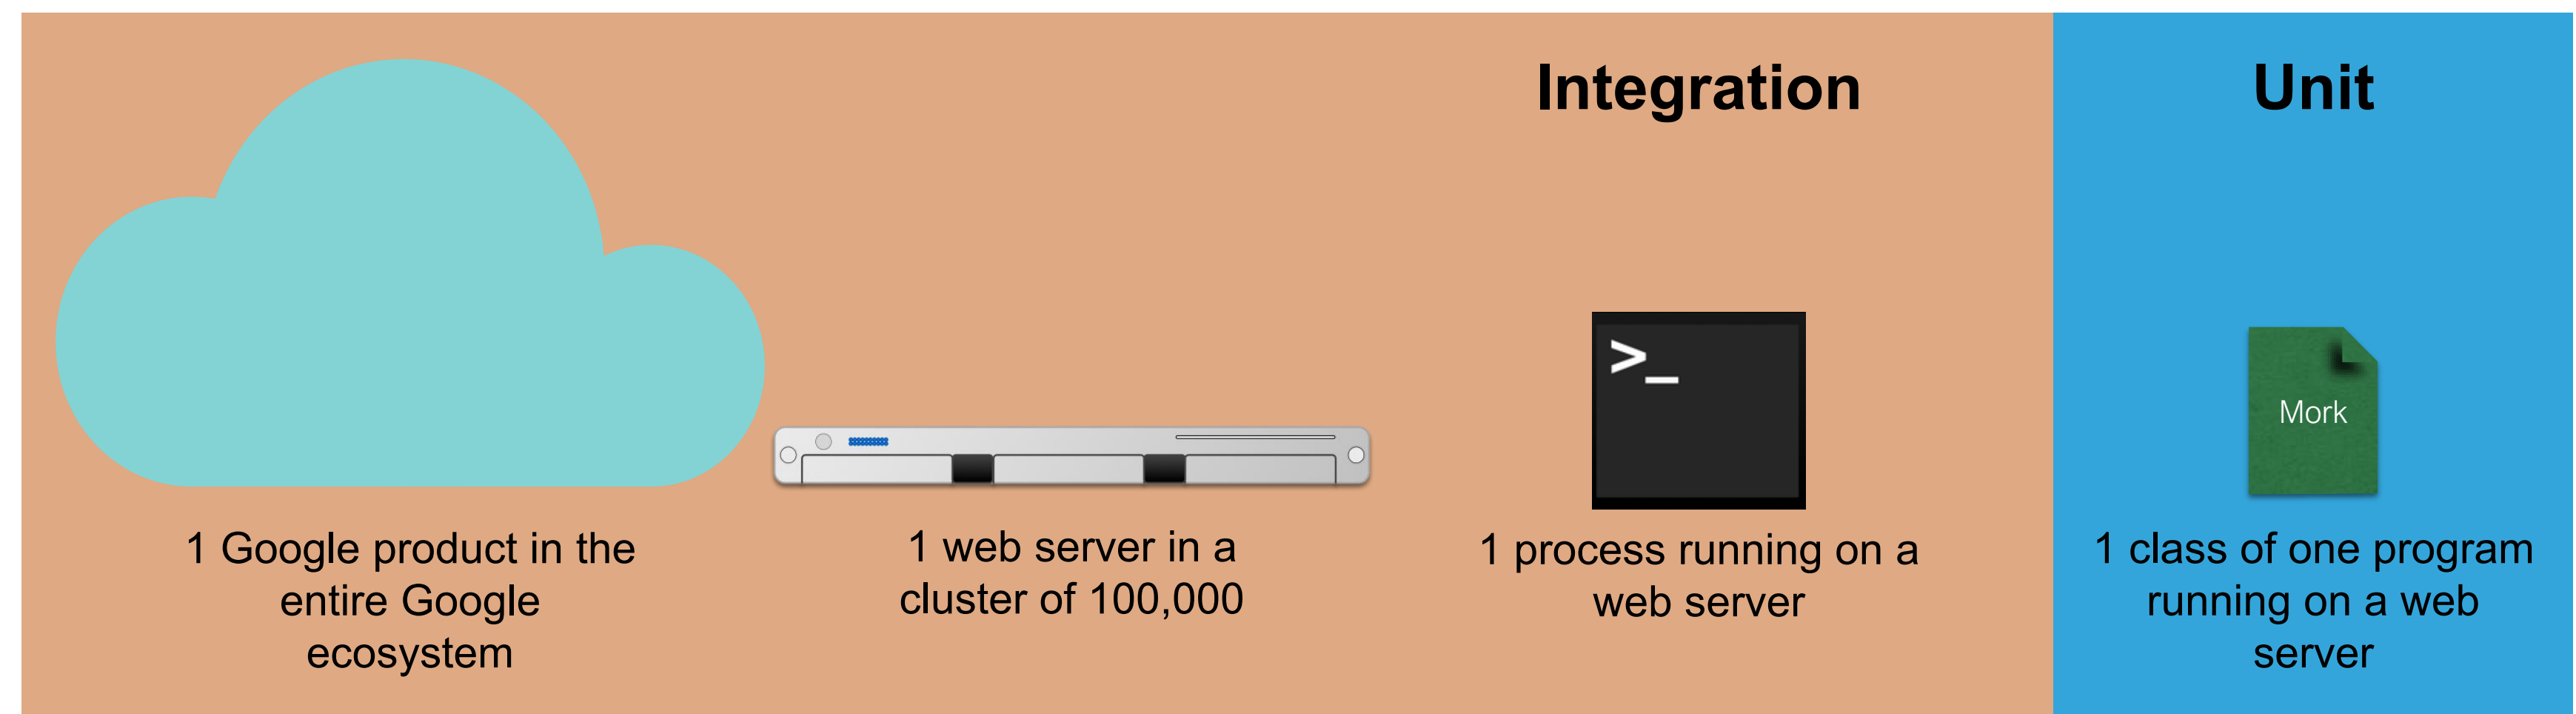 Integration
Unit
>_
Mork
1 Google product in the
entire Google
ecosystem
1 web server in a
cluster of 100,000
1 process running on a
web server
1 class of one program
running on a web
server